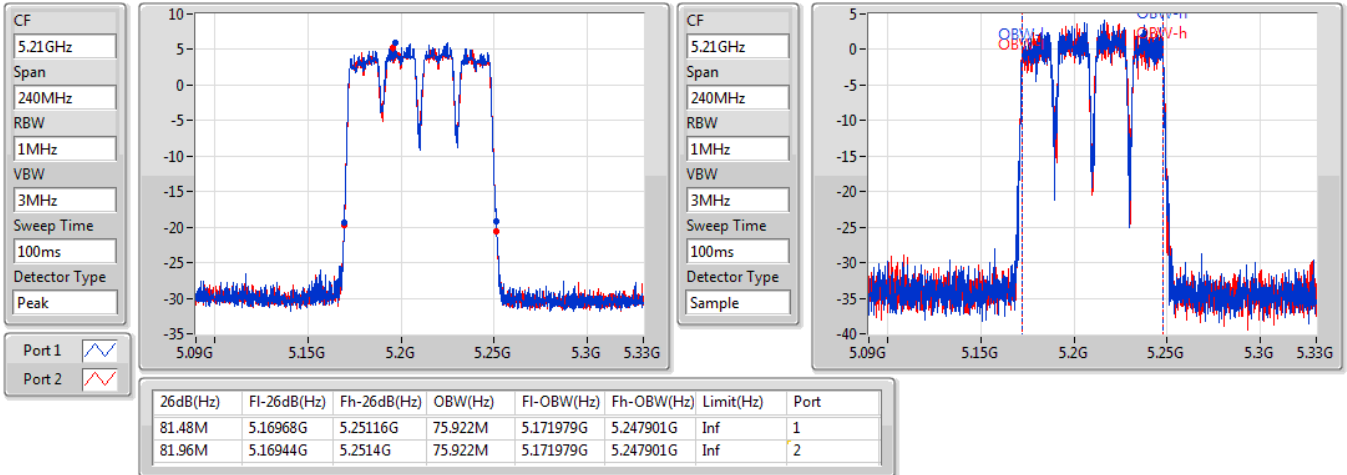 CF
5.21GHz
Span
240MHz
RBW
1MHz
VBW
3MHz
Sweep Time
100ms
Detector Type
Peak
10
5
0
-5
-10
-15
-20
-25
-30
-35
5.09G 5.15G 5.2G 5.25G 5.3G 5.33G
CF
5.21GHz
Span
240MHz
RBW
1MHz
VBW
3MHz
Sweep Time
100ms
Detector Type
Sample
5
0
-5
-10
-15
-20
-25
-30
-35
-40
5.09G 5.15G 5.2G 5.25G 5.3G 5.33G
Port 1
Port 2
26dB(Hz) Fl-26dB(Hz) Fh-26dB(Hz) OBW(Hz) Fl-OBW(Hz) Fh-OBW(Hz) Limit(Hz) Port
81.48M 5.16968G 5.25116G 75.922M 5.171979G 5.247901G Inf 1
81.96M 5.16944G 5.2514G 75.922M 5.171979G 5.247901G Inf 2